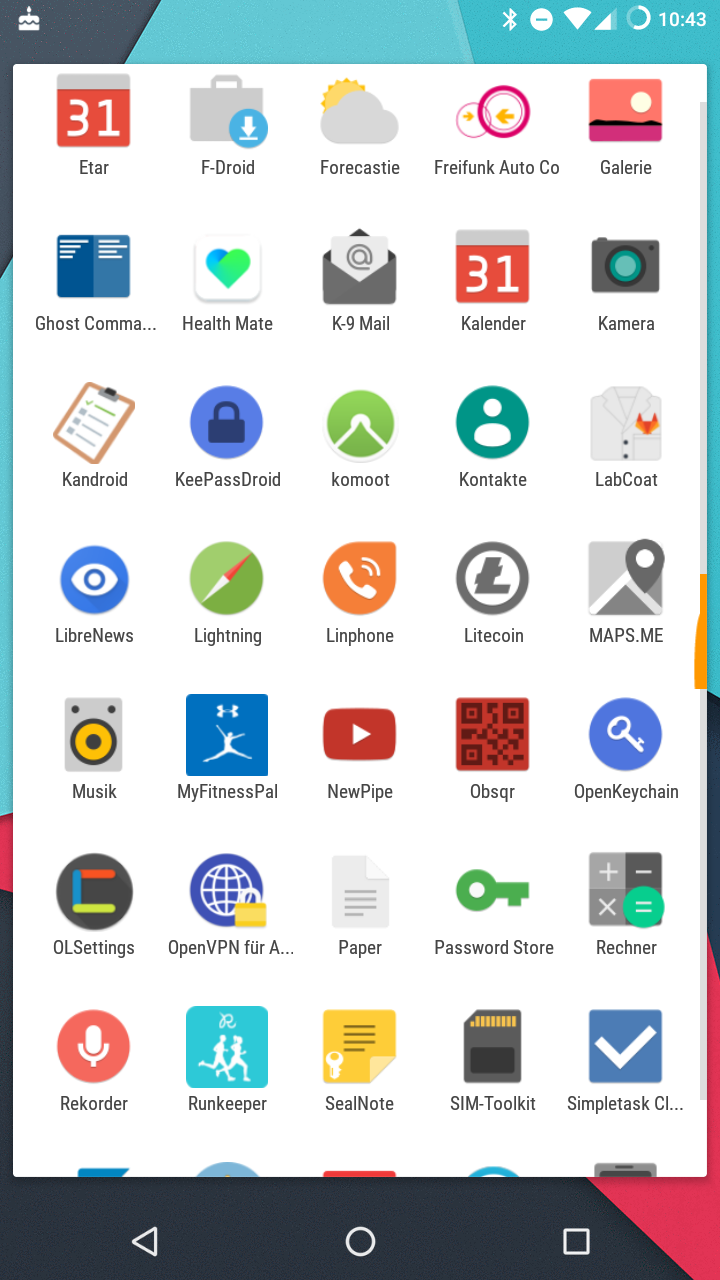 10:43
31
31
Etar
F-Droid
Forecastie
Freifunk Auto Co
Galerie
@
Ghost Comma...
Health Mate
K-9 Mail
Kalender
Kamera
Kandroid
KeePassDroid
komoot
Kontakte
LabCoat
LibreNews
Lightning
Linphone
Litecoin
MAPS.ME
Musik
MyFitnessPal
NewPipe
Obsqr
OpenKeychain
OLSettings
OpenVPN für A...
Paper
Password Store
Rechner
Rekorder
Runkeeper
SealNote
SIM-Toolkit
Simpletask Cl...